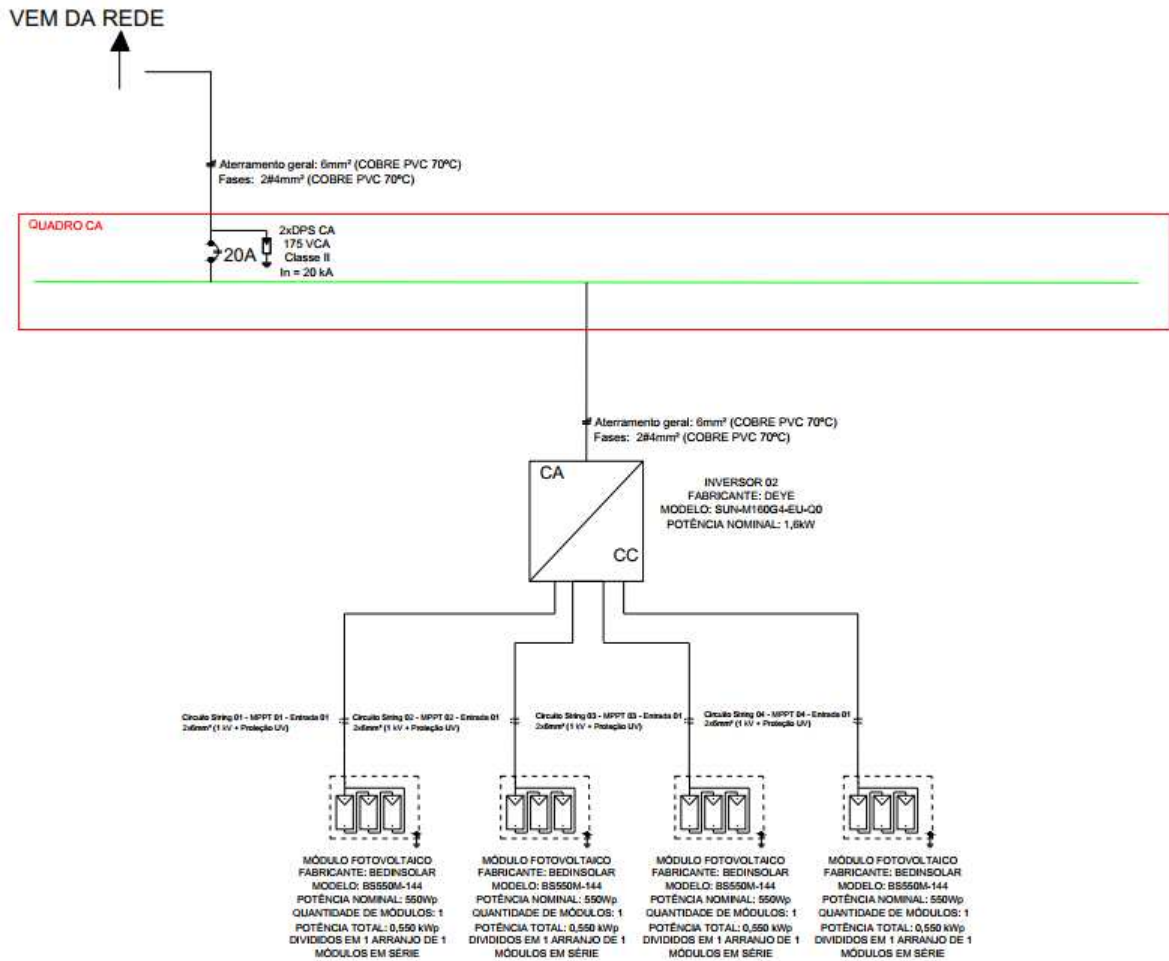 VEM DA REDE
Aterramento geral: 6mm² (COBRE PVC 70ºC)
Fases: 2#4mm² (COBRE PVC 70ºC)
QUADRO CA
20A
2xDPS CA
175 VCA
Classe II
In = 20 kA
Aterramento geral: 6mm² (COBRE PVC 70ºC)
Fases: 2#4mm² (COBRE PVC 70ºC)
CA
CC
INVERSOR 02
FABRICANTE: DEYE
MODELO: SUN-M160G4-EU-Q0
POTÊNCIA NOMINAL: 1,6kW
Circuito String 01 - MPPT 01 - Entrada 01
2x6mm² (1 kV + Proteção UV)
Circuito String 02 - MPPT 02 - Entrada 01
2x6mm² (1 kV + Proteção UV)
Circuito String 03 - MPPT 03 - Entrada 01
2x6mm² (1 kV + Proteção UV)
Circuito String 04 - MPPT 04 - Entrada 01
2x6mm² (1 kV + Proteção UV)
MÓDULO FOTOVOLTAICO
FABRICANTE: BEDINSOLAR
MODELO: BS550M-144
POTÊNCIA NOMINAL: 550Wp
QUANTIDADE DE MÓDULOS: 1
POTÊNCIA TOTAL: 0,550 kWp
DIVIDIDOS EM 1 ARRANJO DE 1
MÓDULOS EM SÉRIE
MÓDULO FOTOVOLTAICO
FABRICANTE: BEDINSOLAR
MODELO: BS550M-144
POTÊNCIA NOMINAL: 550Wp
QUANTIDADE DE MÓDULOS: 1
POTÊNCIA TOTAL: 0,550 kWp
DIVIDIDOS EM 1 ARRANJO DE 1
MÓDULOS EM SÉRIE
MÓDULO FOTOVOLTAICO
FABRICANTE: BEDINSOLAR
MODELO: BS550M-144
POTÊNCIA NOMINAL: 550Wp
QUANTIDADE DE MÓDULOS: 1
POTÊNCIA TOTAL: 0,550 kWp
DIVIDIDOS EM 1 ARRANJO DE 1
MÓDULOS EM SÉRIE
MÓDULO FOTOVOLTAICO
FABRICANTE: BEDINSOLAR
MODELO: BS550M-144
POTÊNCIA NOMINAL: 550Wp
QUANTIDADE DE MÓDULOS: 1
POTÊNCIA TOTAL: 0,550 kWp
DIVIDIDOS EM 1 ARRANJO DE 1
MÓDULOS EM SÉRIE